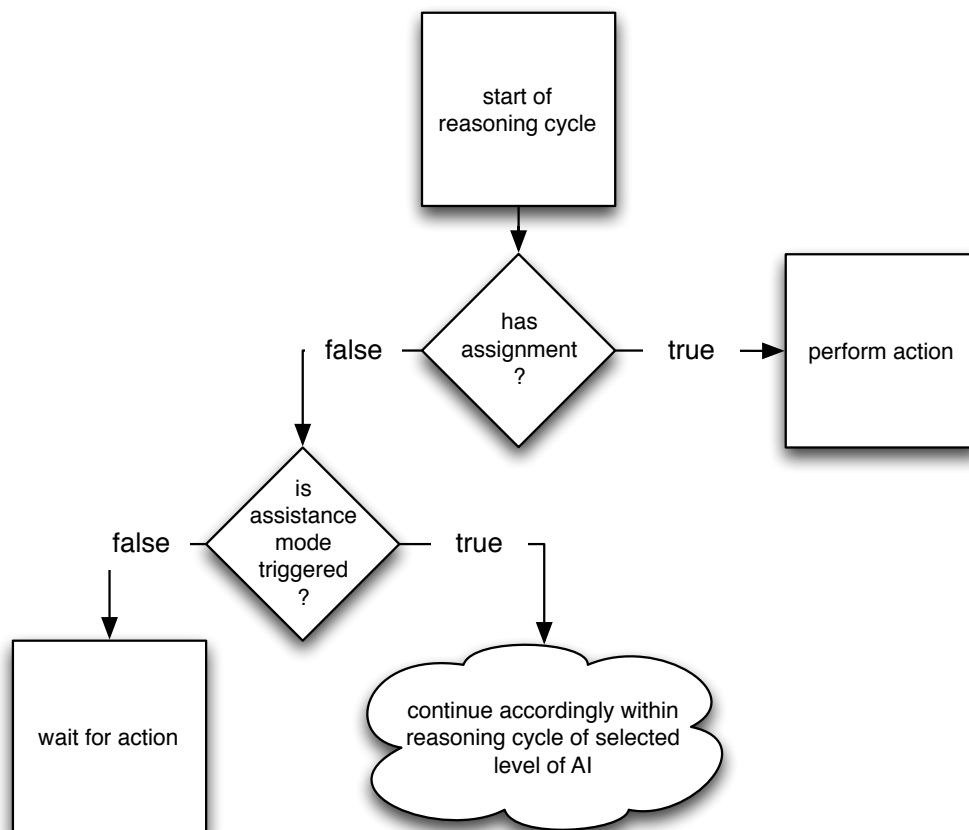 start of
reasoning cycle
has
assignment
?
false
true
perform action
is
assistance
mode
triggered
?
false
true
wait for action
continue accordingly within
reasoning cycle of selected
level of AI